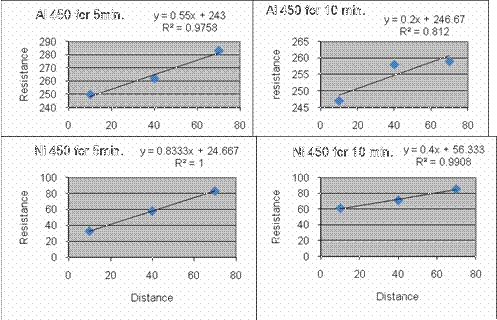 Al 450 for 5min.
y = 0.55x + 243
R² = 0.9758
Resistance
290
280
270
260
250
240
0 20 40 60 80
Al 450 for 10 min.
y = 0.2x + 246.67
R² = 0.812
resistance
265
260
255
250
245
0 20 40 60 80
Ni 450 for 5min.
y = 0.8333x + 24.667
R² = 1
Resistance
100
80
60
40
20
0
0 20 40 60 80
Distance
Ni 450 for 10 min.
y = 0.4x + 56.333
R² = 0.9908
Resistance
100
80
60
40
20
0
0 20 40 60 80
Distance